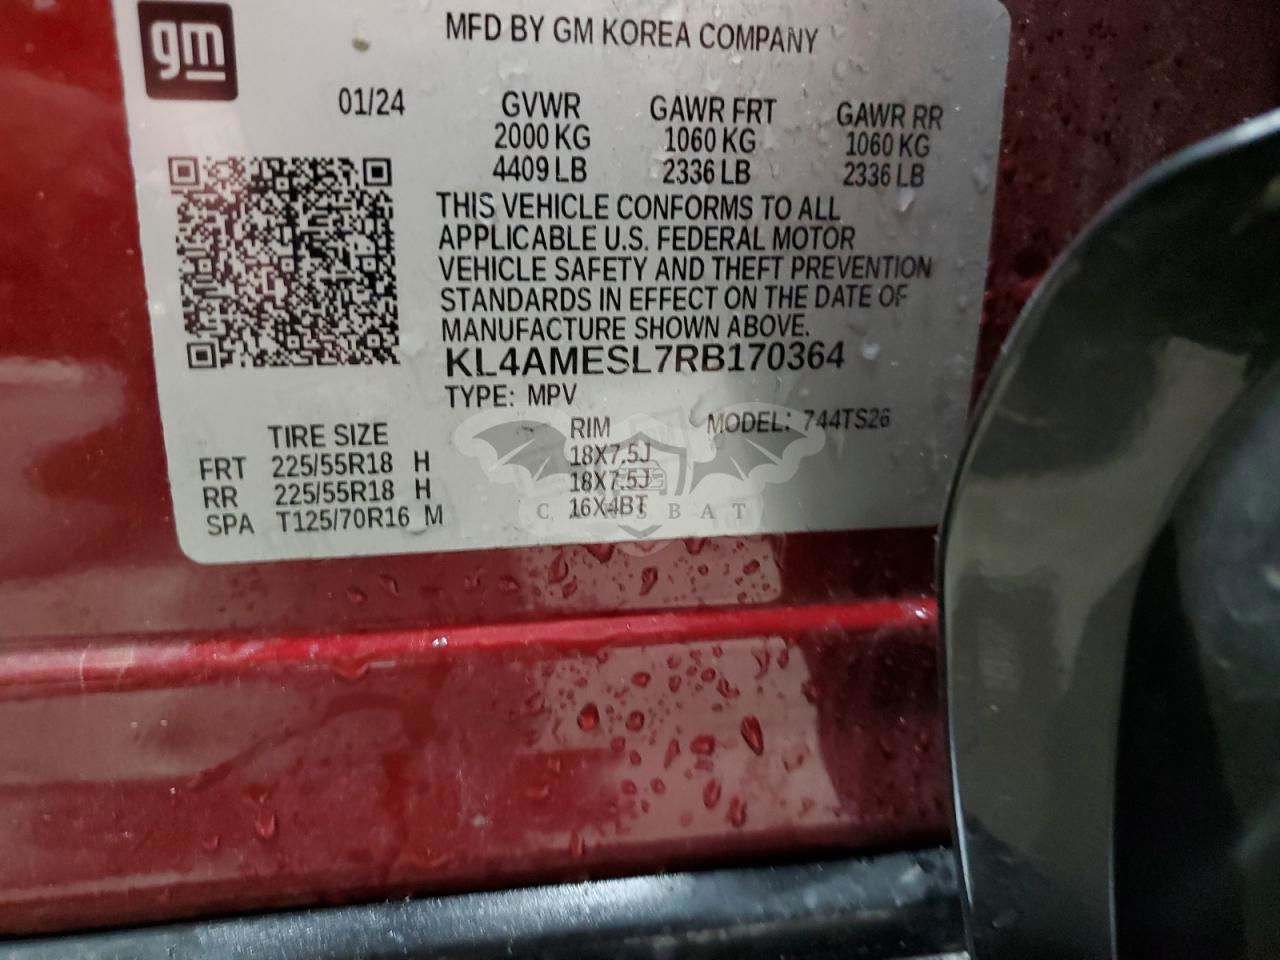 gm
MFD BY GM KOREA COMPANY
01/24 GVWR GAWR FRT GAWR RR
2000 KG 1060 KG 1060 KG
4409 LB 2336 LB 2336 LB
THIS VEHICLE CONFORMS TO ALL
APPLICABLE U.S. FEDERAL MOTOR
VEHICLE SAFETY AND THEFT PREVENTION
STANDARDS IN EFFECT ON THE DATE OF
MANUFACTURE SHOWN ABOVE.
KL4AMESL7RB170364
TYPE: MPV
TIRE SIZE RIM MODEL: 744TS26
FRT 225/55R18 H 18X7.5J
RR 225/55R18 H 18X7.5J
SPA T125/70R16 M 16X4BT
CARSBAT